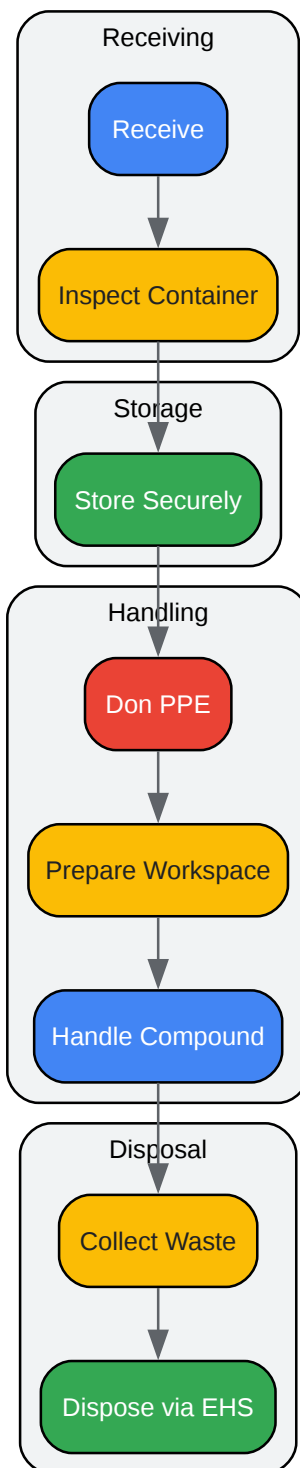 Receiving
Receive
Inspect Container
Storage
Store Securely
Handling
Don PPE
Prepare Workspace
Handle Compound
Disposal
Collect Waste
Dispose via EHS